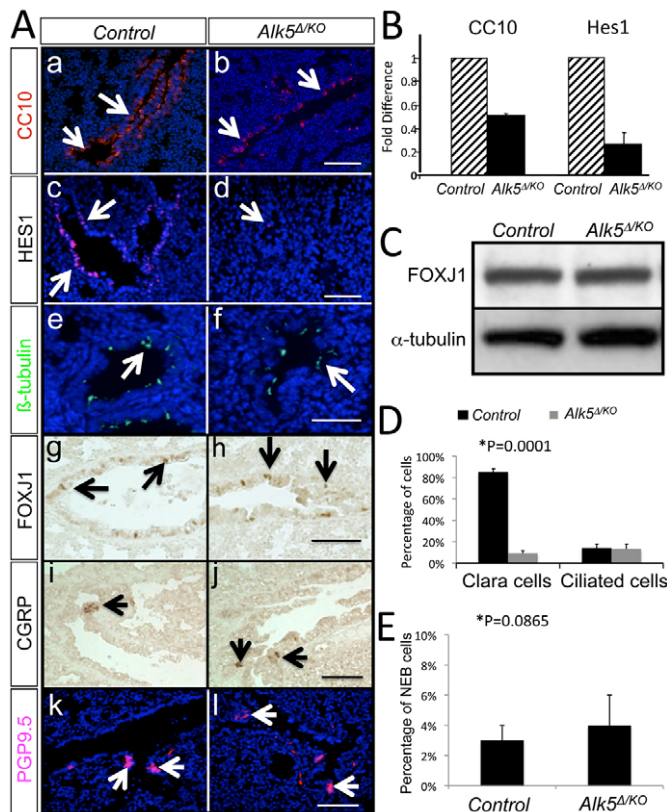 A
Control
Alk5Δ/KO
CC10
a
b
HES1
c
d
ß-tubulin
e
f
FOXJ1
g
h
CGRP
i
j
PGP9.5
k
l
B
CC10
Hes1
Fold Difference
1
0.8
0.6
0.4
0.2
0
Control Alk5Δ/KO
Control Alk5Δ/KO
C
Control
Alk5Δ/KO
FOXJ1
α-tubulin
D
Control
Alk5Δ/KO
*P=0.0001
Percentage of cells
100%
80%
60%
40%
20%
0%
Clara cells
Ciliated cells
E
*P=0.0865
Percentage of NEB cells
10%
8%
6%
4%
2%
0%
Control
Alk5Δ/KO